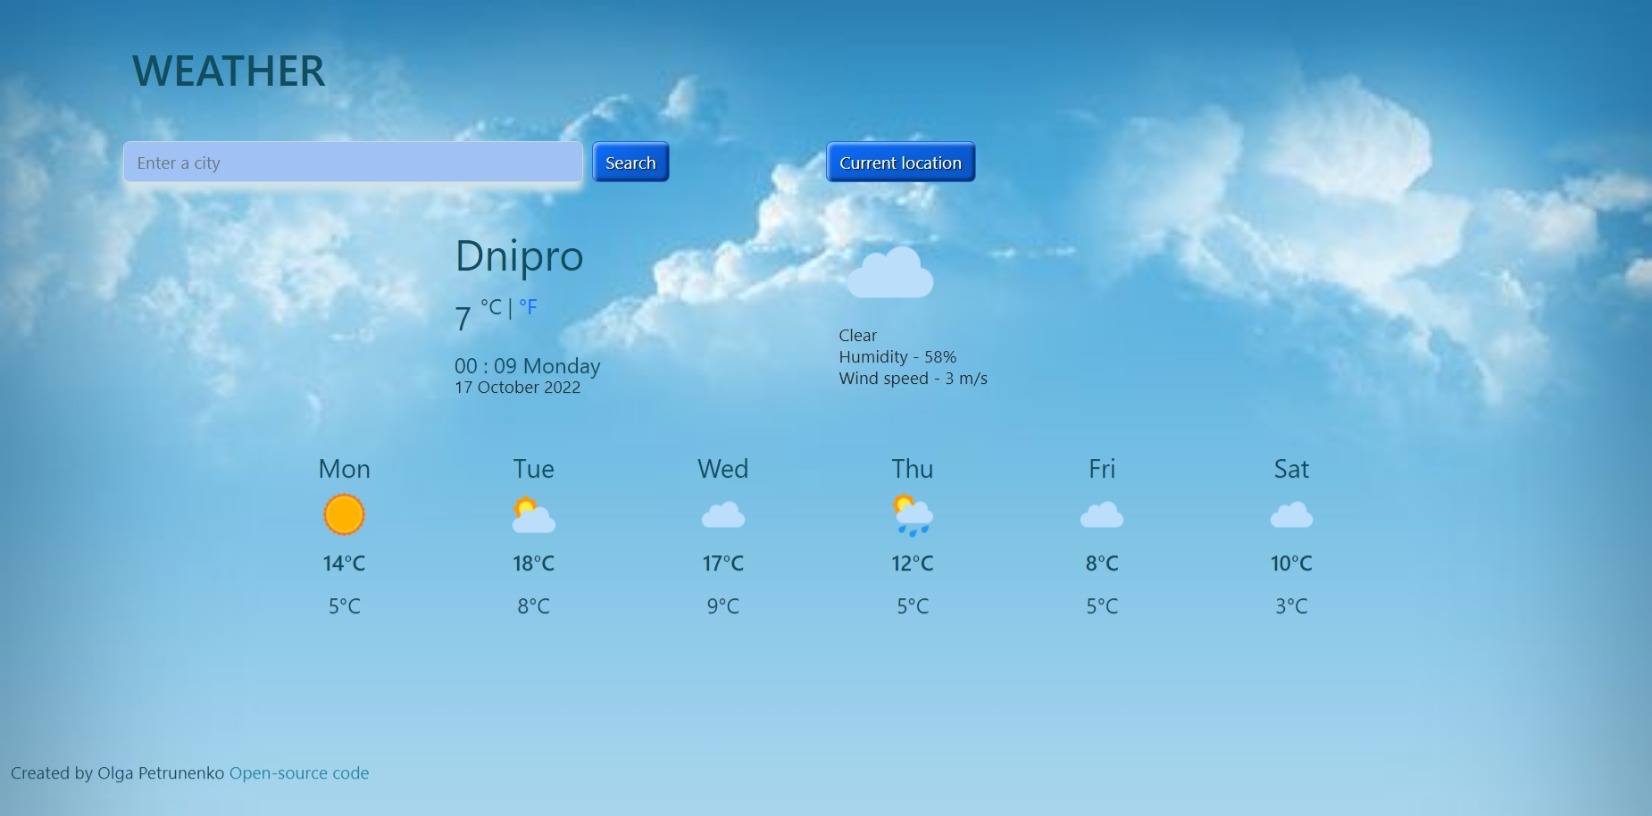 WEATHER
Enter a city
Search
Current location
Dnipro
7 °C | °F
00 : 09 Monday
17 October 2022
Clear
Humidity - 58%
Wind speed - 3 m/s
Mon Tue Wed Thu Fri Sat
14°C 18°C 17°C 12°C 8°C 10°C
5°C 8°C 9°C 5°C 5°C 3°C
Created by Olga Petrunenko Open-source code